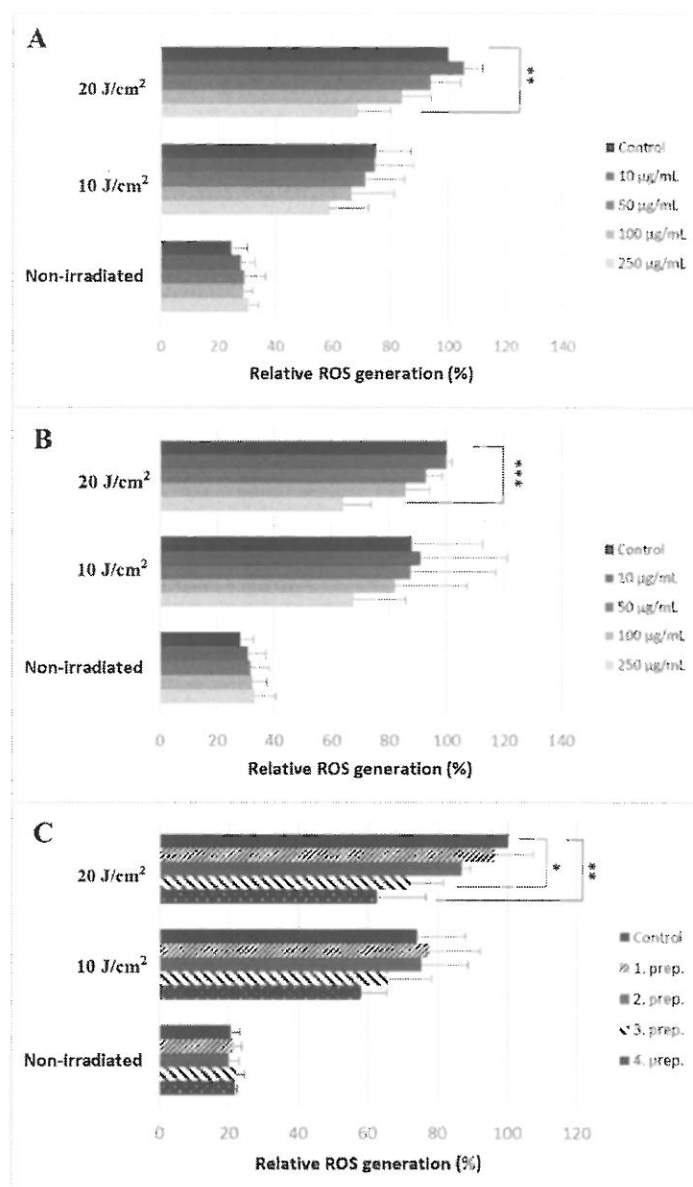 A
20 J/cm²
**
10 J/cm²
Non-irradiated
Control
10 µg/mL
50 µg/mL
100 µg/mL
250 µg/mL
0 20 40 60 80 100 120 140
Relative ROS generation (%)
B
20 J/cm²
***
10 J/cm²
Non-irradiated
Control
10 µg/mL
50 µg/mL
100 µg/mL
250 µg/mL
0 20 40 60 80 100 120 140
Relative ROS generation (%)
C
20 J/cm²
* **
10 J/cm²
Non-irradiated
Control
1. prep.
2. prep.
3. prep.
4. prep.
0 20 40 60 80 100 120
Relative ROS generation (%)